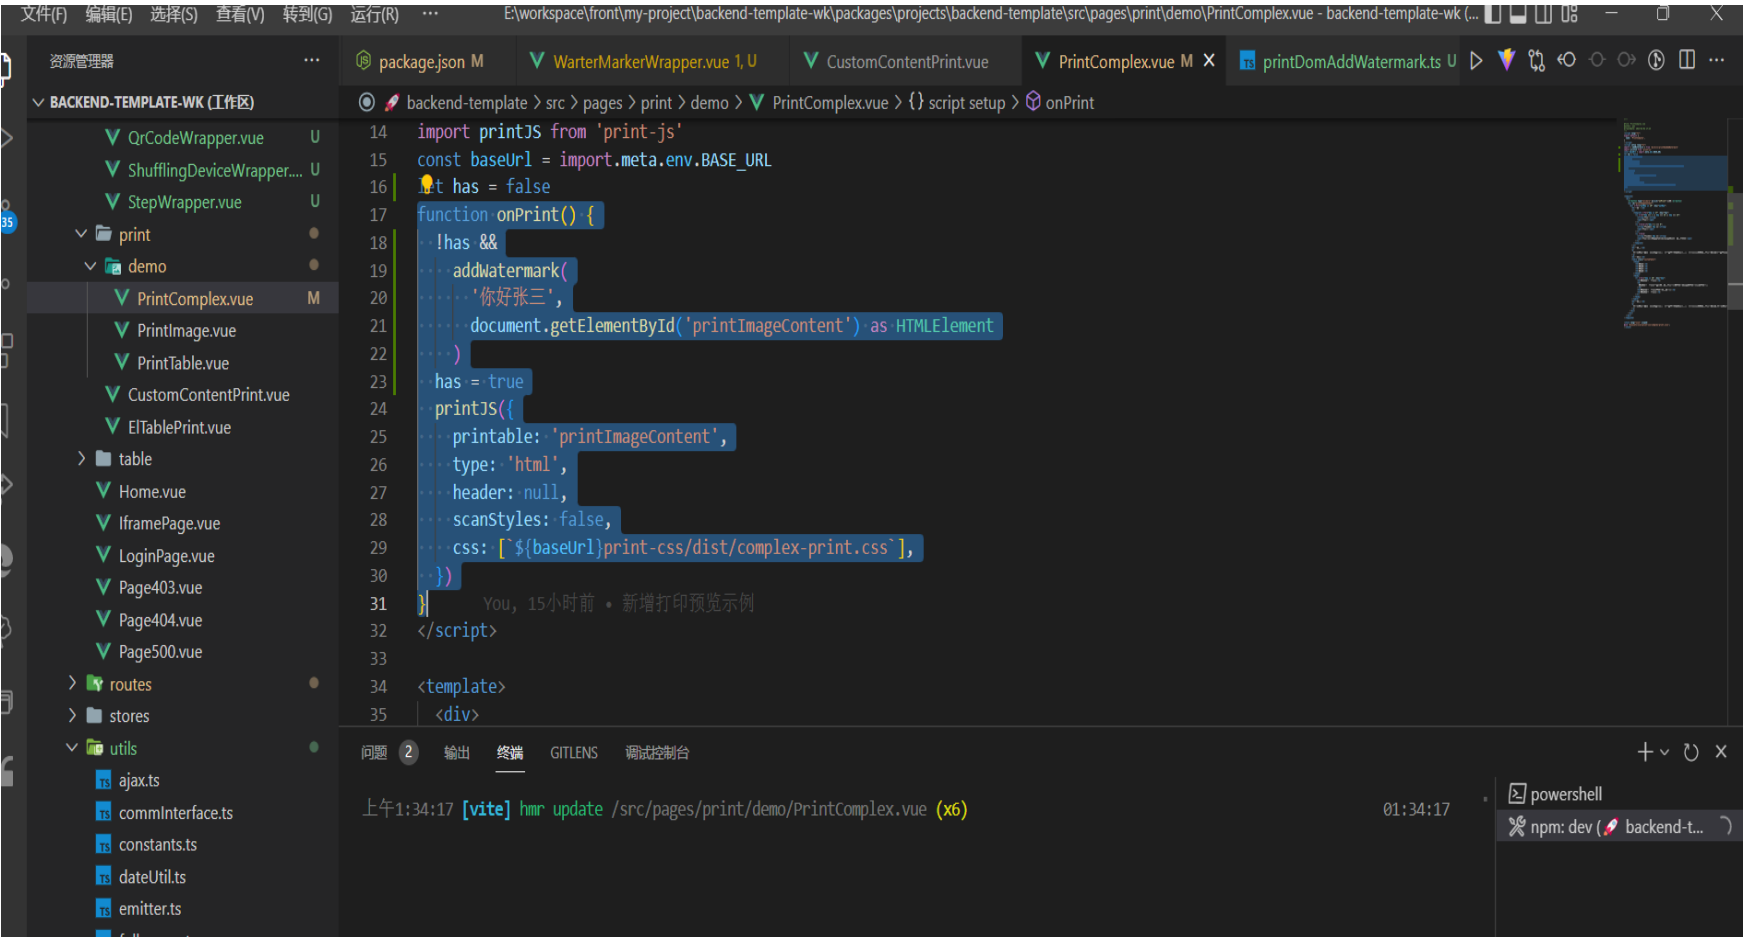 文件(F) 编辑(E) 选择(S) 查看(V) 转到(G) 运行(R) ··· E:\workspace\front\my-project\backend-template-wk\packages\projects\backend-template\src\pages\print\demo\PrintComplex.vue - backend-template-wk (...
资源管理器 ···
package.json M WarterMarkerWrapper.vue 1, U CustomContentPrint.vue PrintComplex.vue M printDomAddWatermark.ts U
BACKEND-TEMPLATE-WK (工作区)
backend-template > src > pages > print > demo > PrintComplex.vue > {} script setup > onPrint
QrCodeWrapper.vue U
ShufflingDeviceWrapper.... U
StepWrapper.vue U
35
print
demo
PrintComplex.vue M
PrintImage.vue
PrintTable.vue
CustomContentPrint.vue
ElTablePrint.vue
table
Home.vue
IframePage.vue
LoginPage.vue
Page403.vue
Page404.vue
Page500.vue
routes
stores
utils
ajax.ts
commInterface.ts
constants.ts
dateUtil.ts
emitter.ts
14 import printJS from 'print-js'
15 const baseUrl = import.meta.env.BASE_URL
16 let has = false
17 function onPrint() {
18 !has &&
19 addWatermark(
20 '你好张三',
21 document.getElementById('printImageContent') as HTMLElement
22 )
23 has = true
24 printJS({
25 printable: 'printImageContent',
26 type: 'html',
27 header: null,
28 scanStyles: false,
29 css: [`${baseUrl}print-css/dist/complex-print.css`],
30 })
31 } You, 15小时前 • 新增打印预览示例
32 </script>
33
34 <template>
35 <div>
问题 2 输出 终端 GITLENS 调试控制台
上午1:34:17 [vite] hmr update /src/pages/print/demo/PrintComplex.vue (x6) 01:34:17
powershell
npm: dev ( backend-t...